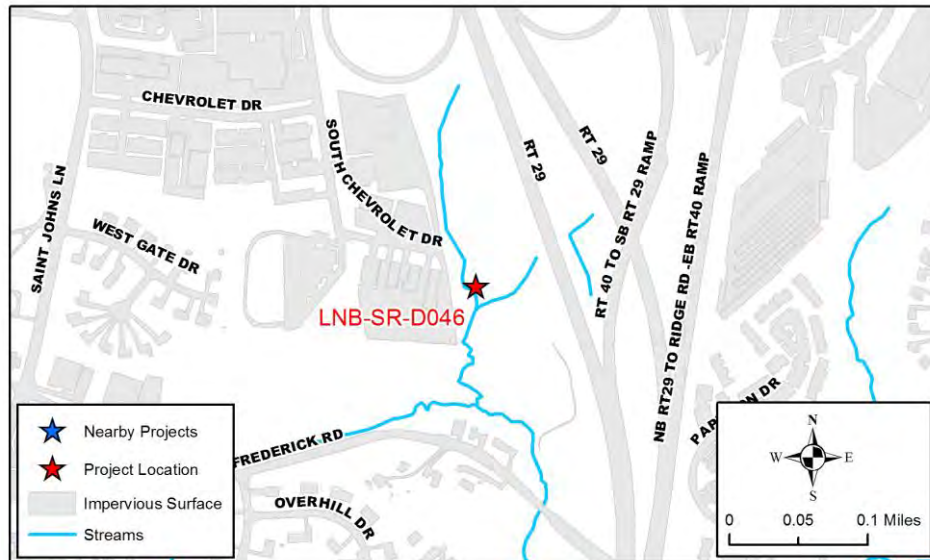 CHEVROLET DR
SOUTH CHEVROLET DR
SAINT JOHNS LN
WEST GATE DR
RT 29
RT 29
RT 40 TO SB RT 29 RAMP
NB RT29 TO RIDGE RD -EB RT40 RAMP
LNB-SR-D046
FREDERICK RD
OVERHILL DR
DR
Nearby Projects
Project Location
Impervious Surface
Streams
N
W
E
S
0
0.05
0.1 Miles